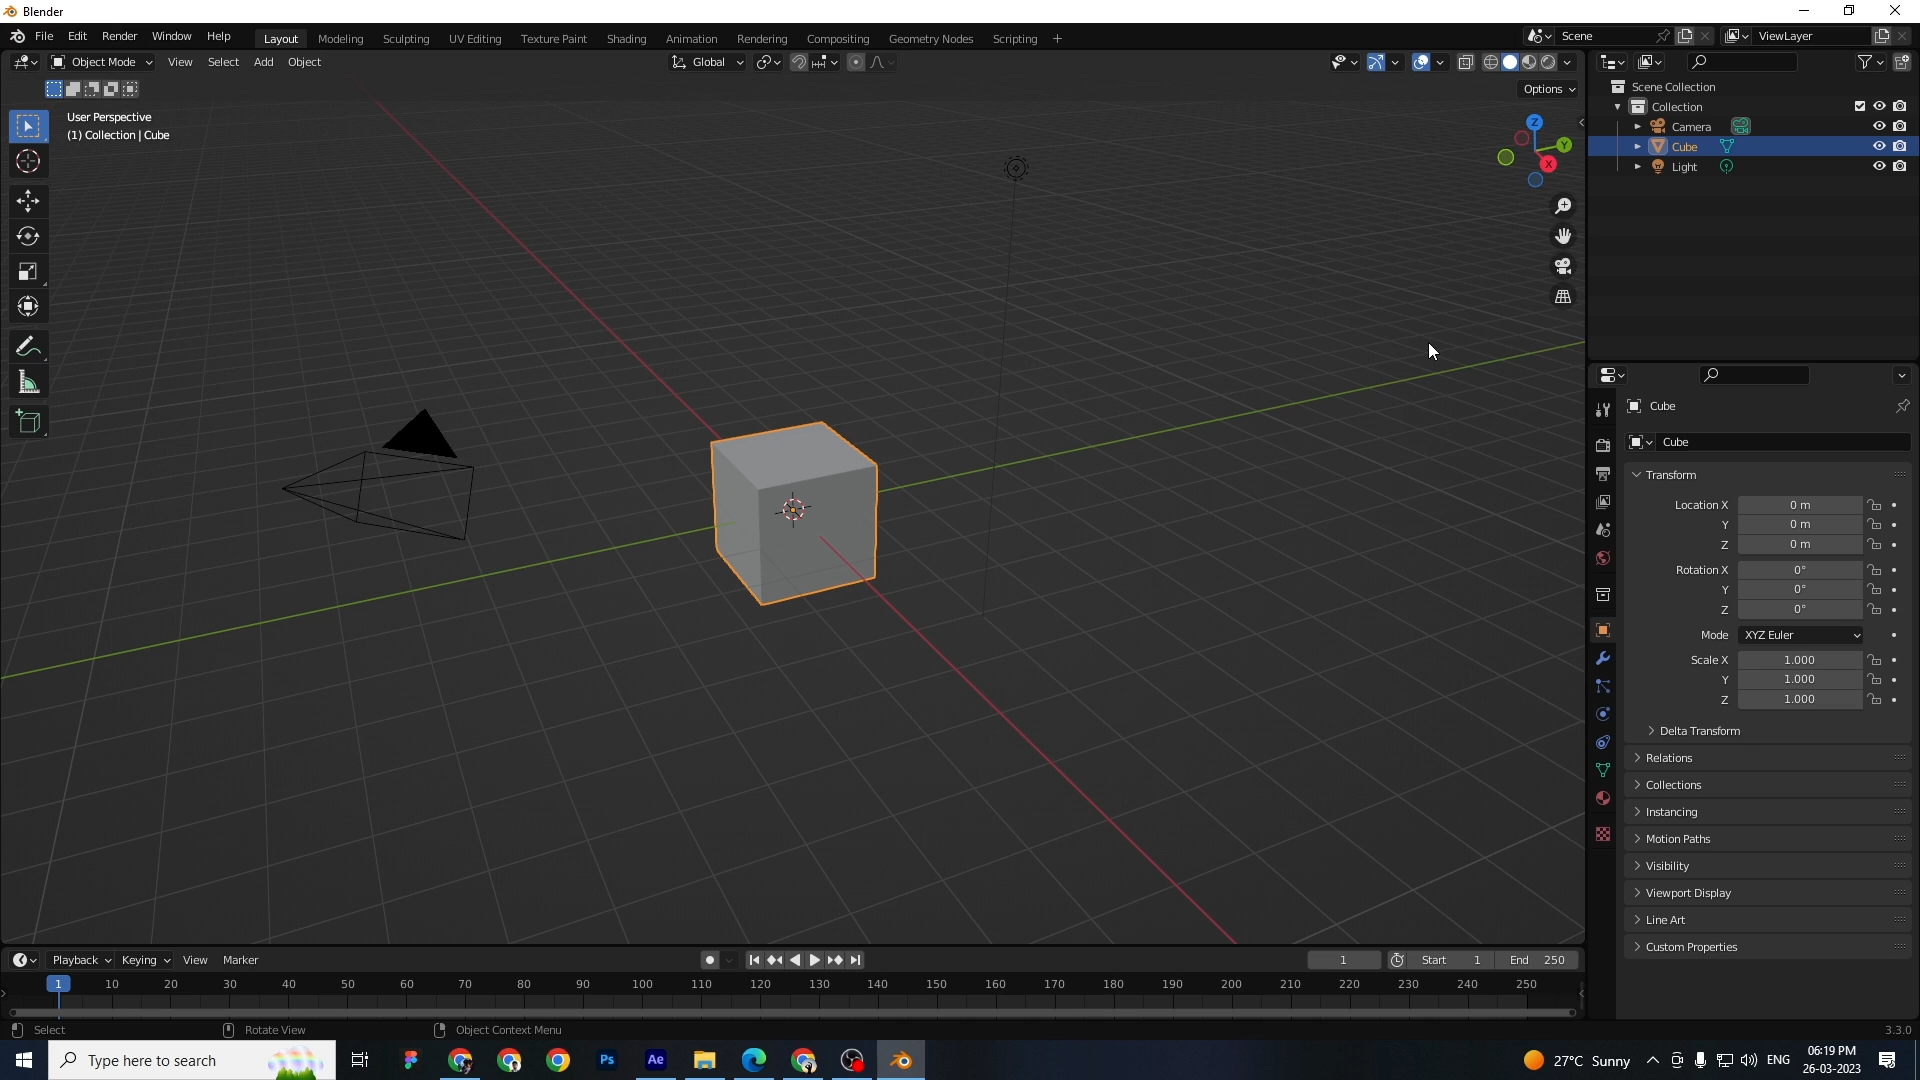 Blender
File Edit Render Window Help Layout Modeling Sculpting UV Editing Texture Paint Shading Animation Rendering Compositing Geometry Nodes Scripting + Scene ViewLayer
Object Mode View Select Add Object Global
Options
User Perspective
(1) Collection | Cube
Z
Y
X
Scene Collection
Collection
Camera
Cube
Light
Cube
Cube
Transform
Location X 0 m
Y 0 m
Z 0 m
Rotation X 0°
Y 0°
Z 0°
Mode XYZ Euler
Scale X 1.000
Y 1.000
Z 1.000
Delta Transform
Relations
Collections
Instancing
Motion Paths
Visibility
Viewport Display
Line Art
Custom Properties
Playback Keying View Marker 1 Start 1 End 250
1 10 20 30 40 50 60 70 80 90 100 110 120 130 140 150 160 170 180 190 200 210 220 230 240 250
Select Rotate View Object Context Menu 3.3.0
Type here to search Ps Ae 27°C Sunny ENG 06:19 PM
26-03-2023